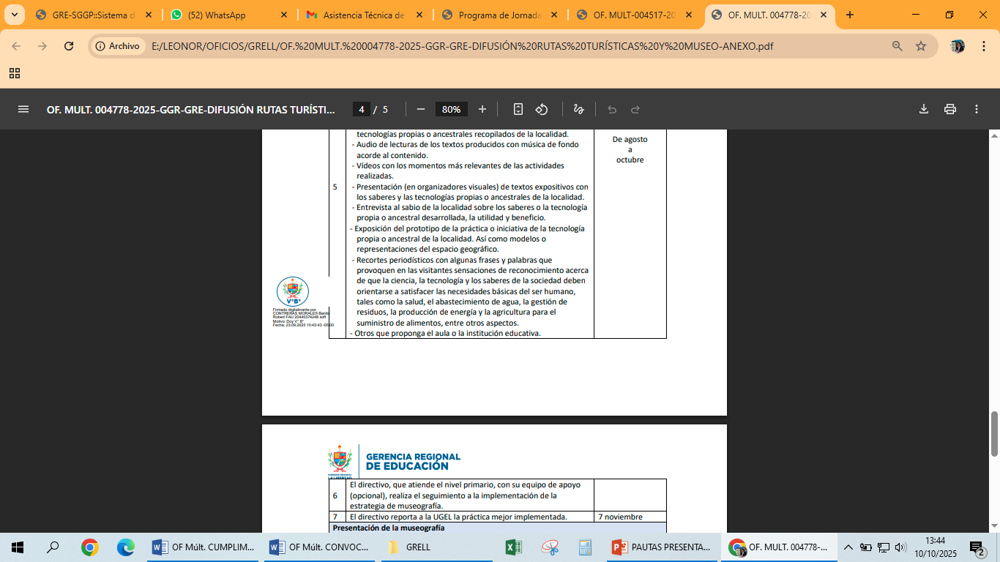 GRE-SGGP::Sistema d
(52) WhatsApp
Asistencia Técnica de
Programa de Jornada
OF. MULT-004517-20
OF. MULT. 004778-20
Archivo
E:/LEONOR/OFICIOS/GRELL/OF.%20MULT.%20004778-2025-GGR-GRE-DIFUSIÓN%20RUTAS%20TURÍSTICAS%20Y%20MUSEO-ANEXO.pdf
OF. MULT. 004778-2025-GGR-GRE-DIFUSIÓN RUTAS TURÍSTI...
4 / 5
80%
tecnologías propias o ancestrales recopilados de la localidad.
- Audio de lecturas de los textos producidos con música de fondo
acorde al contenido.
- Vídeos con los momentos más relevantes de las actividades
realizadas.
5
- Presentación (en organizadores visuales) de textos expositivos con
los saberes y las tecnologías propias o ancestrales de la localidad.
- Entrevista al sabio de la localidad sobre los saberes o la tecnología
propia o ancestral desarrollada, la utilidad y beneficio.
- Exposición del prototipo de la práctica o iniciativa de la tecnología
propia o ancestral de la localidad. Así como modelos o
representaciones del espacio geográfico.
- Recortes periodísticos con algunas frases y palabras que
provoquen en las visitantes sensaciones de reconocimiento acerca
de que la ciencia, la tecnología y los saberes de la sociedad deben
orientarse a satisfacer las necesidades básicas del ser humano,
tales como la salud, el abastecimiento de agua, la gestión de
residuos, la producción de energía y la agricultura para el
suministro de alimentos, entre otros aspectos.
- Otros que proponga el aula o la institución educativa.
De agosto
a
octubre
V°B°
Firmado digitalmente por
CONTRERAS MORALES Benito
Robert FAU 20440374248 soft
Motivo: Doy V° B°
Fecha: 23.09.2025 10:43:43 -05:00
GOBIERNO REGIONAL
LA LIBERTAD
GERENCIA REGIONAL
DE EDUCACIÓN
6
El directivo, que atiende el nivel primario, con su equipo de apoyo
(opcional), realiza el seguimiento a la implementación de la
estrategia de museografía.
7
El directivo reporta a la UGEL la práctica mejor implementada.
7 noviembre
Presentación de la museografía
OF Múlt. CUMPLIM...
OF Múlt. CONVOC...
GRELL
PAUTAS PRESENTA...
OF. MULT. 004778-...
13:44
10/10/2025
2